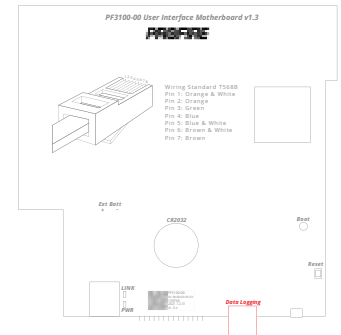 PF3100-00 User Interface Motherboard v1.3
PROFIRE
Wiring Standard T568B
Pin 1: Orange & White
Pin 2: Orange
Pin 3: Green
Pin 4: Blue
Pin 5: Blue & White
Pin 6: Brown & White
Pin 7: Brown
Ext Batt
+ -
CR2032
Boot
Reset
LINK
PWR
Data Logging